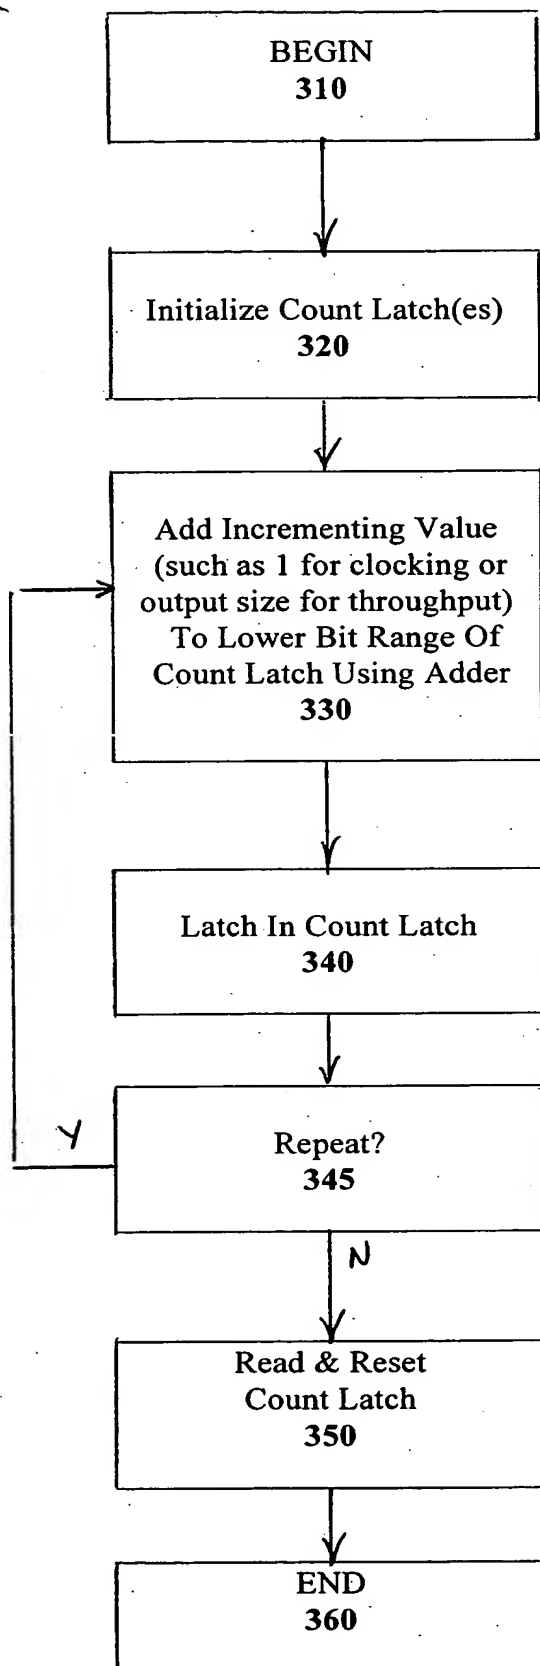 BEGIN
310
Initialize Count Latch(es)
320
Add Incrementing Value
(such as 1 for clocking or
output size for throughput)
To Lower Bit Range Of
Count Latch Using Adder
330
Latch In Count Latch
340
Repeat?
345
Y
N
Read & Reset
Count Latch
350
END
360